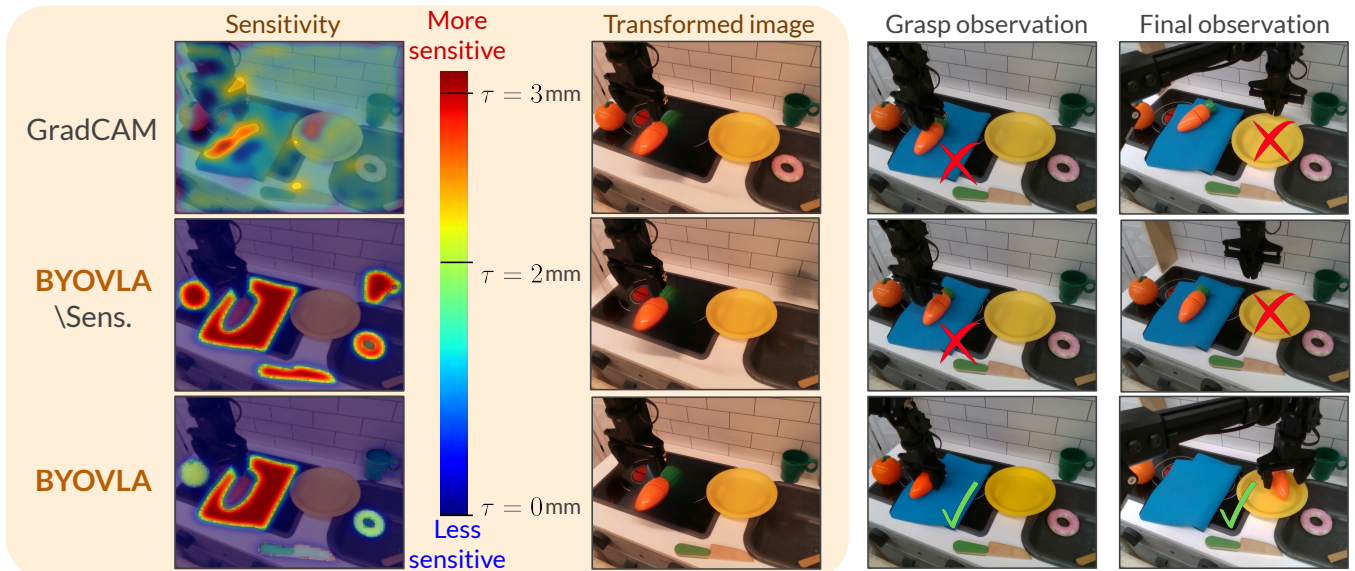 Sensitivity
More
sensitive
Transformed image
Grasp observation
Final observation
GradCAM
τ = 3mm
BYOVLA
\Sens.
τ = 2mm
BYOVLA
τ = 0mm
Less
sensitive